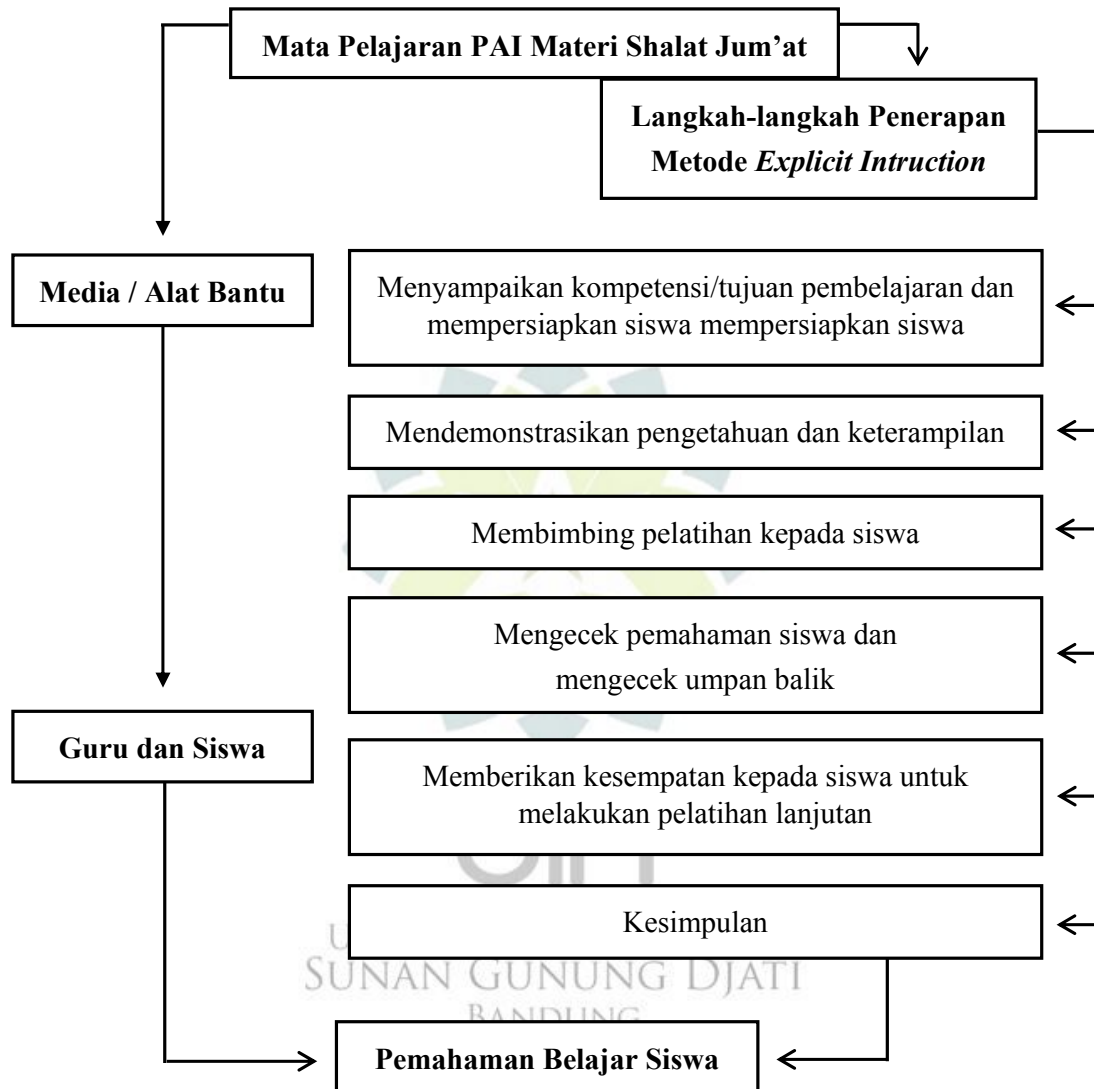 Mata Pelajaran PAI Materi Shalat Jum’at
Langkah-langkah Penerapan
Metode Explicit Intruction
Media / Alat Bantu
Menyampaikan kompetensi/tujuan pembelajaran dan
mempersiapkan siswa mempersiapkan siswa
Mendemonstrasikan pengetahuan dan keterampilan
Membimbing pelatihan kepada siswa
Mengecek pemahaman siswa dan
mengecek umpan balik
Guru dan Siswa
Memberikan kesempatan kepada siswa untuk
melakukan pelatihan lanjutan
Kesimpulan
SUNAN GUNUNG DJATI
BANDUNG
Pemahaman Belajar Siswa